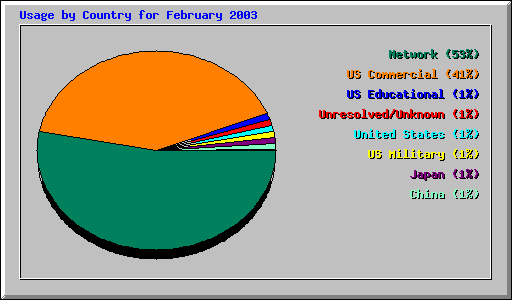 Usage by Country for February 2003
Network (53%)
US Commercial (41%)
US Educational (1%)
Unresolved/Unknown (1%)
United States (1%)
US Military (1%)
Japan (1%)
China (1%)